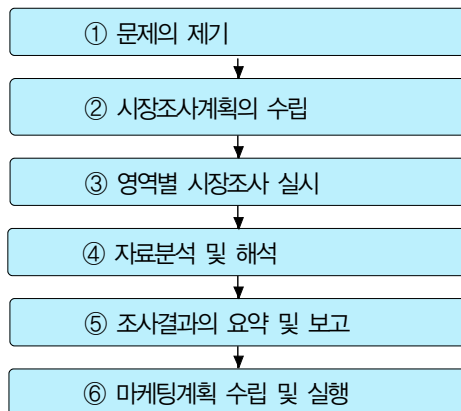 ① 문제의 제기
② 시장조사계획의 수립
③ 영역별 시장조사 실시
④ 자료분석 및 해석
⑤ 조사결과의 요약 및 보고
⑥ 마케팅계획 수립 및 실행